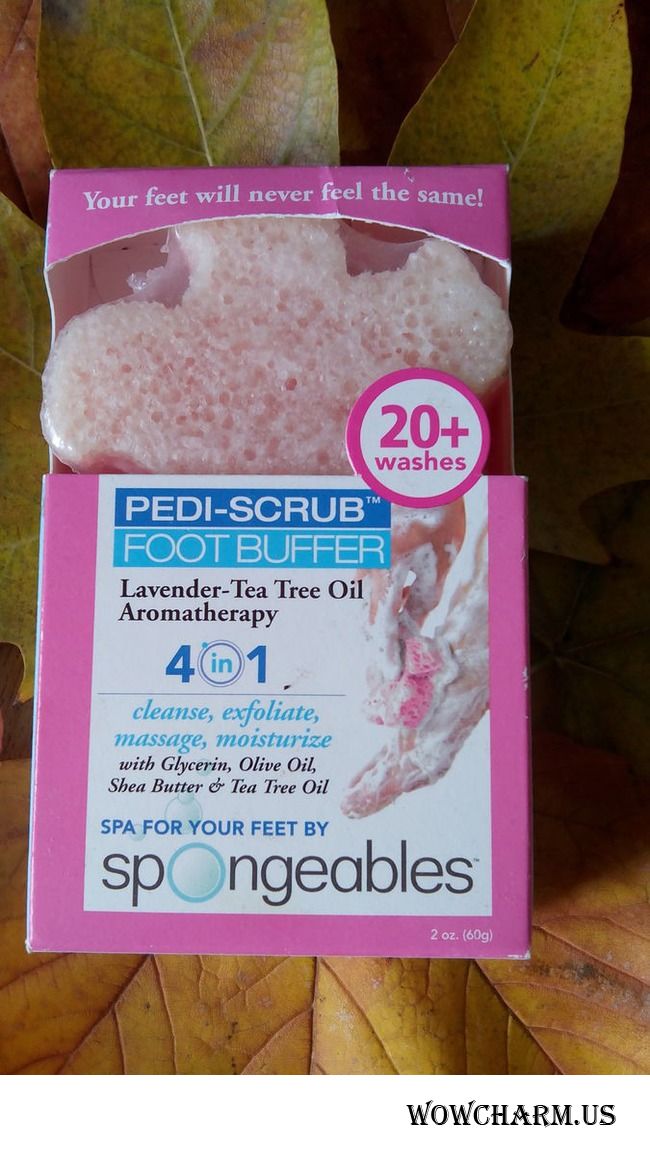 Your feet will never feel the same!
20+
washes
PEDI-SCRUB™
FOOT BUFFER
Lavender-Tea Tree Oil
Aromatherapy
4 in 1
cleanse, exfoliate,
massage, moisturize
with Glycerin, Olive Oil,
Shea Butter & Tea Tree Oil
SPA FOR YOUR FEET BY
spongeables™
2 oz. (60g)
WOWCHARM.US